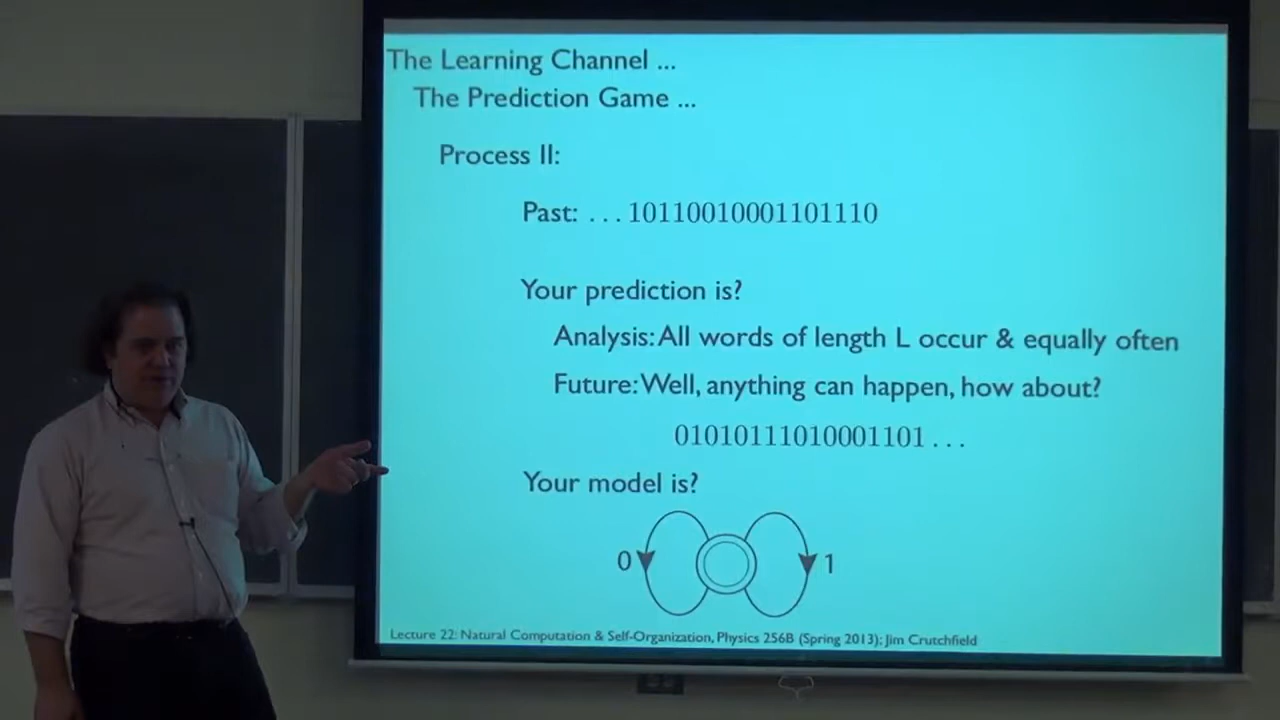 The Learning Channel ...
The Prediction Game ...
Process II:
Past: ... 10110010001101110
Your prediction is?
Analysis: All words of length L occur & equally often
Future: Well, anything can happen, how about?
01010111010001101 ...
Your model is?
0 1
Lecture 22: Natural Computation & Self-Organization, Physics 256B (Spring 2013); Jim Crutchfield